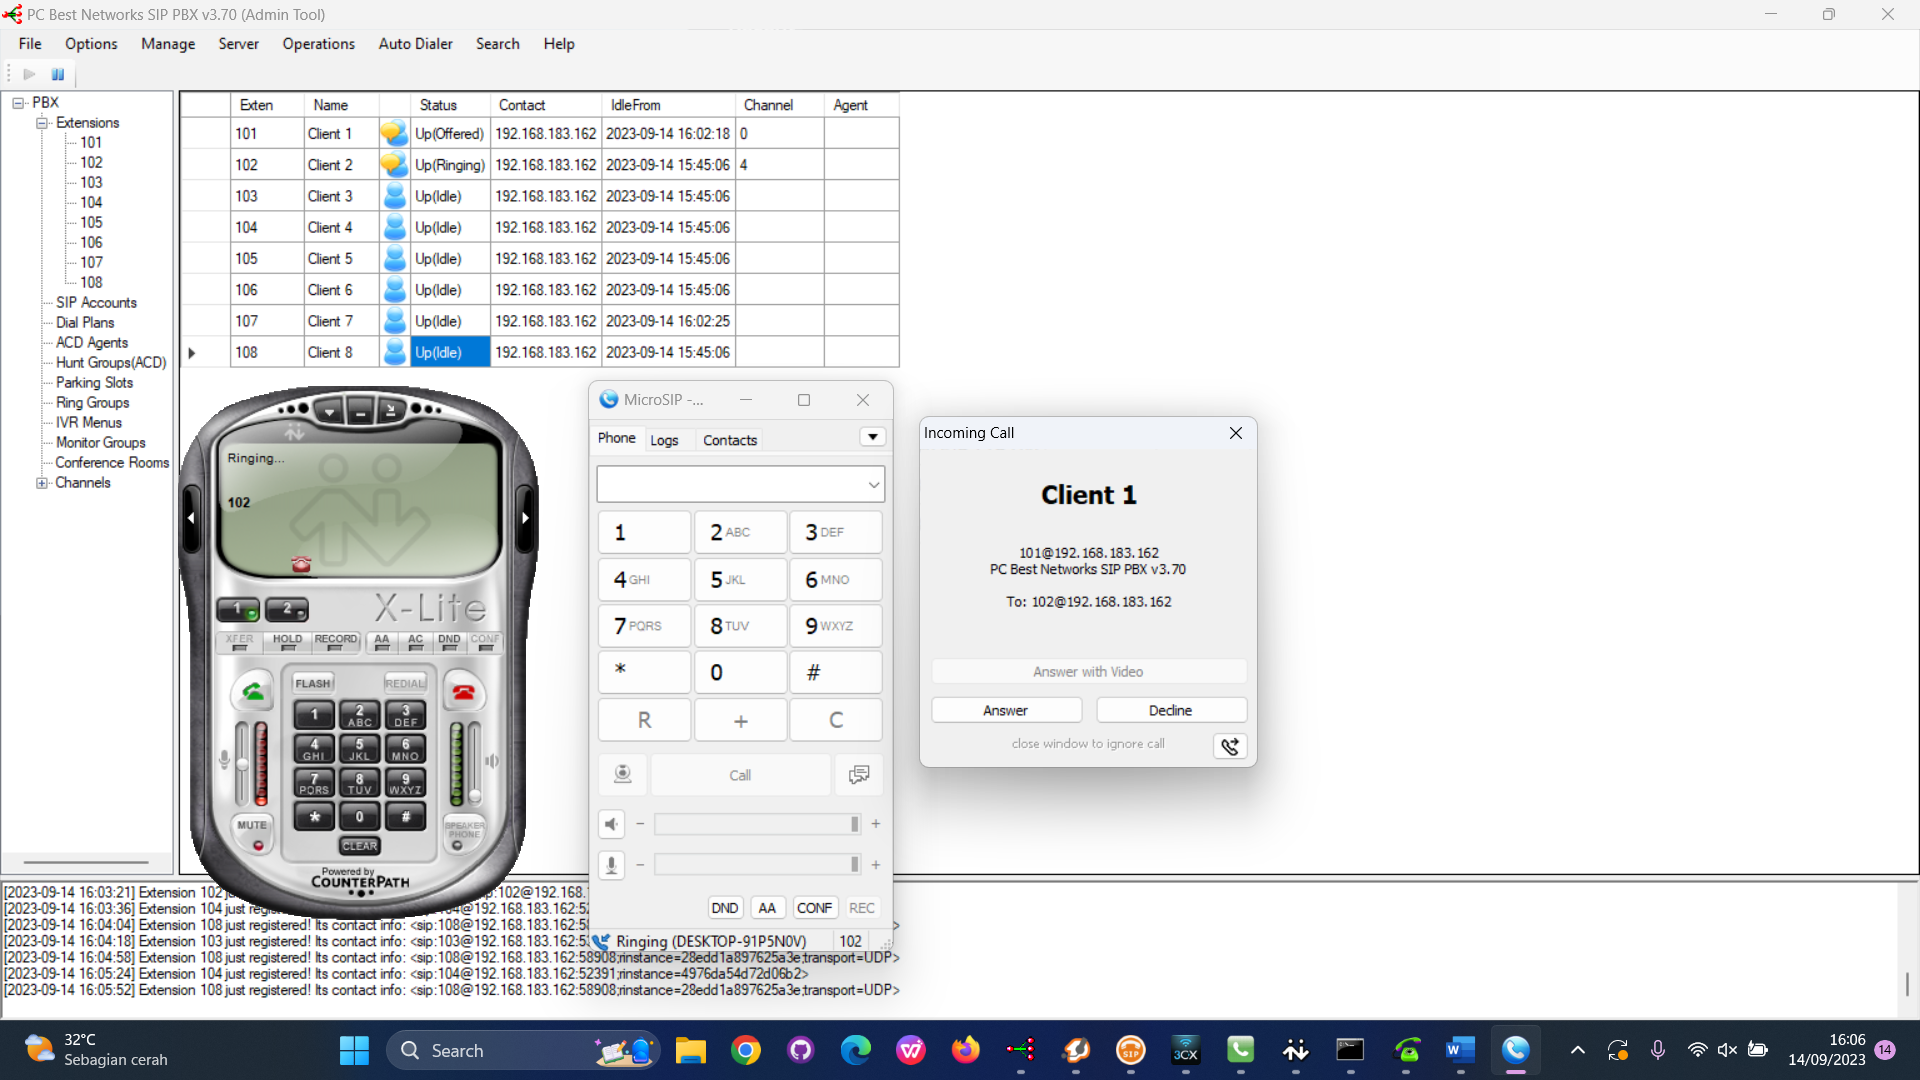 PC Best Networks SIP PBX v3.70 (Admin Tool)
File Options Manage Server Operations Auto Dialer Search Help
PBX
Extensions
101
102
103
104
105
106
107
108
SIP Accounts
Dial Plans
ACD Agents
Hunt Groups(ACD)
Parking Slots
Ring Groups
IVR Menus
Monitor Groups
Conference Rooms
Channels
Exten Name Status Contact IdleFrom Channel Agent
101 Client 1 Up(Offered) 192.168.183.162 2023-09-14 16:02:18 0
102 Client 2 Up(Ringing) 192.168.183.162 2023-09-14 15:45:06 4
103 Client 3 Up(Idle) 192.168.183.162 2023-09-14 15:45:06
104 Client 4 Up(Idle) 192.168.183.162 2023-09-14 15:45:06
105 Client 5 Up(Idle) 192.168.183.162 2023-09-14 15:45:06
106 Client 6 Up(Idle) 192.168.183.162 2023-09-14 15:45:06
107 Client 7 Up(Idle) 192.168.183.162 2023-09-14 16:02:25
108 Client 8 Up(Idle) 192.168.183.162 2023-09-14 15:45:06
Ringing...
102
1 2 X-Lite
XFER HOLD RECORD AA AC DND CONF
FLASH REDIAL
1 2 ABC 3 DEF
4 GHI 5 JKL 6 MNO
7 PQRS 8 TUV 9 WXYZ
* 0 #
MUTE SPEAKER PHONE
CLEAR
Powered by
COUNTERPATH
MicroSIP -...
Phone Logs Contacts
1 2 ABC 3 DEF
4 GHI 5 JKL 6 MNO
7 PQRS 8 TUV 9 WXYZ
* 0 #
R + C
Call
- +
- +
DND AA CONF REC
Ringing (DESKTOP-91P5N0V) 102
Incoming Call
Client 1
101@192.168.183.162
PC Best Networks SIP PBX v3.70
To: 102@192.168.183.162
Answer with Video
Answer Decline
close window to ignore call
[2023-09-14 16:03:21] Extension 102 :102@192.168.
[2023-09-14 16:03:36] Extension 104 just registered @192.168.183.162:5
[2023-09-14 16:04:04] Extension 108 just registered! Its contact info: <sip:108@192.168.183.162:5 >
[2023-09-14 16:04:18] Extension 103 just registered! Its contact info: <sip:103@192.168.183.162:5
[2023-09-14 16:04:58] Extension 108 just registered! Its contact info: <sip:108@192.168.183.162:58908;rinstance=28edd1a897625a3e;transport=UDP>
[2023-09-14 16:05:24] Extension 104 just registered! Its contact info: <sip:104@192.168.183.162:52391;rinstance=4976da54d72d06b2>
[2023-09-14 16:05:52] Extension 108 just registered! Its contact info: <sip:108@192.168.183.162:58908;rinstance=28edd1a897625a3e;transport=UDP>
32°C
Sebagian cerah
Search
SIP
3CX
16:06
14/09/2023
14